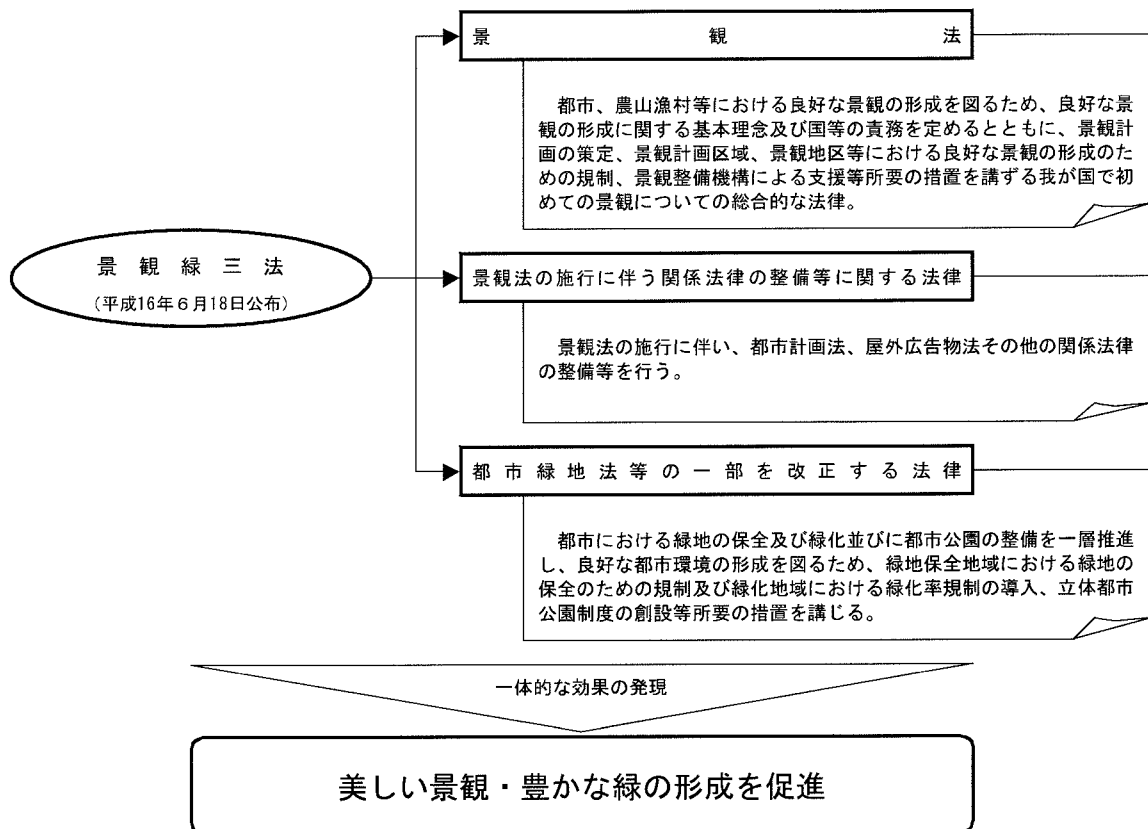 景観法
都市、農山漁村等における良好な景観の形成を図るため、良好な景
観の形成に関する基本理念及び国等の責務を定めるとともに、景観計
画の策定、景観計画区域、景観地区等における良好な景観の形成のた
めの規制、景観整備機構による支援等所要の措置を講ずる我が国で初
めての景観についての総合的な法律。
景観緑三法
(平成16年6月18日公布)
景観法の施行に伴う関係法律の整備等に関する法律
景観法の施行に伴い、都市計画法、屋外広告物法その他の関係法律
の整備等を行う。
都市緑地法等の一部を改正する法律
都市における緑地の保全及び緑化並びに都市公園の整備を一層推進
し、良好な都市環境の形成を図るため、緑地保全地域における緑地の
保全のための規制及び緑化地域における緑化率規制の導入、立体都市
公園制度の創設等所要の措置を講じる。
一体的な効果の発現
美しい景観・豊かな緑の形成を促進